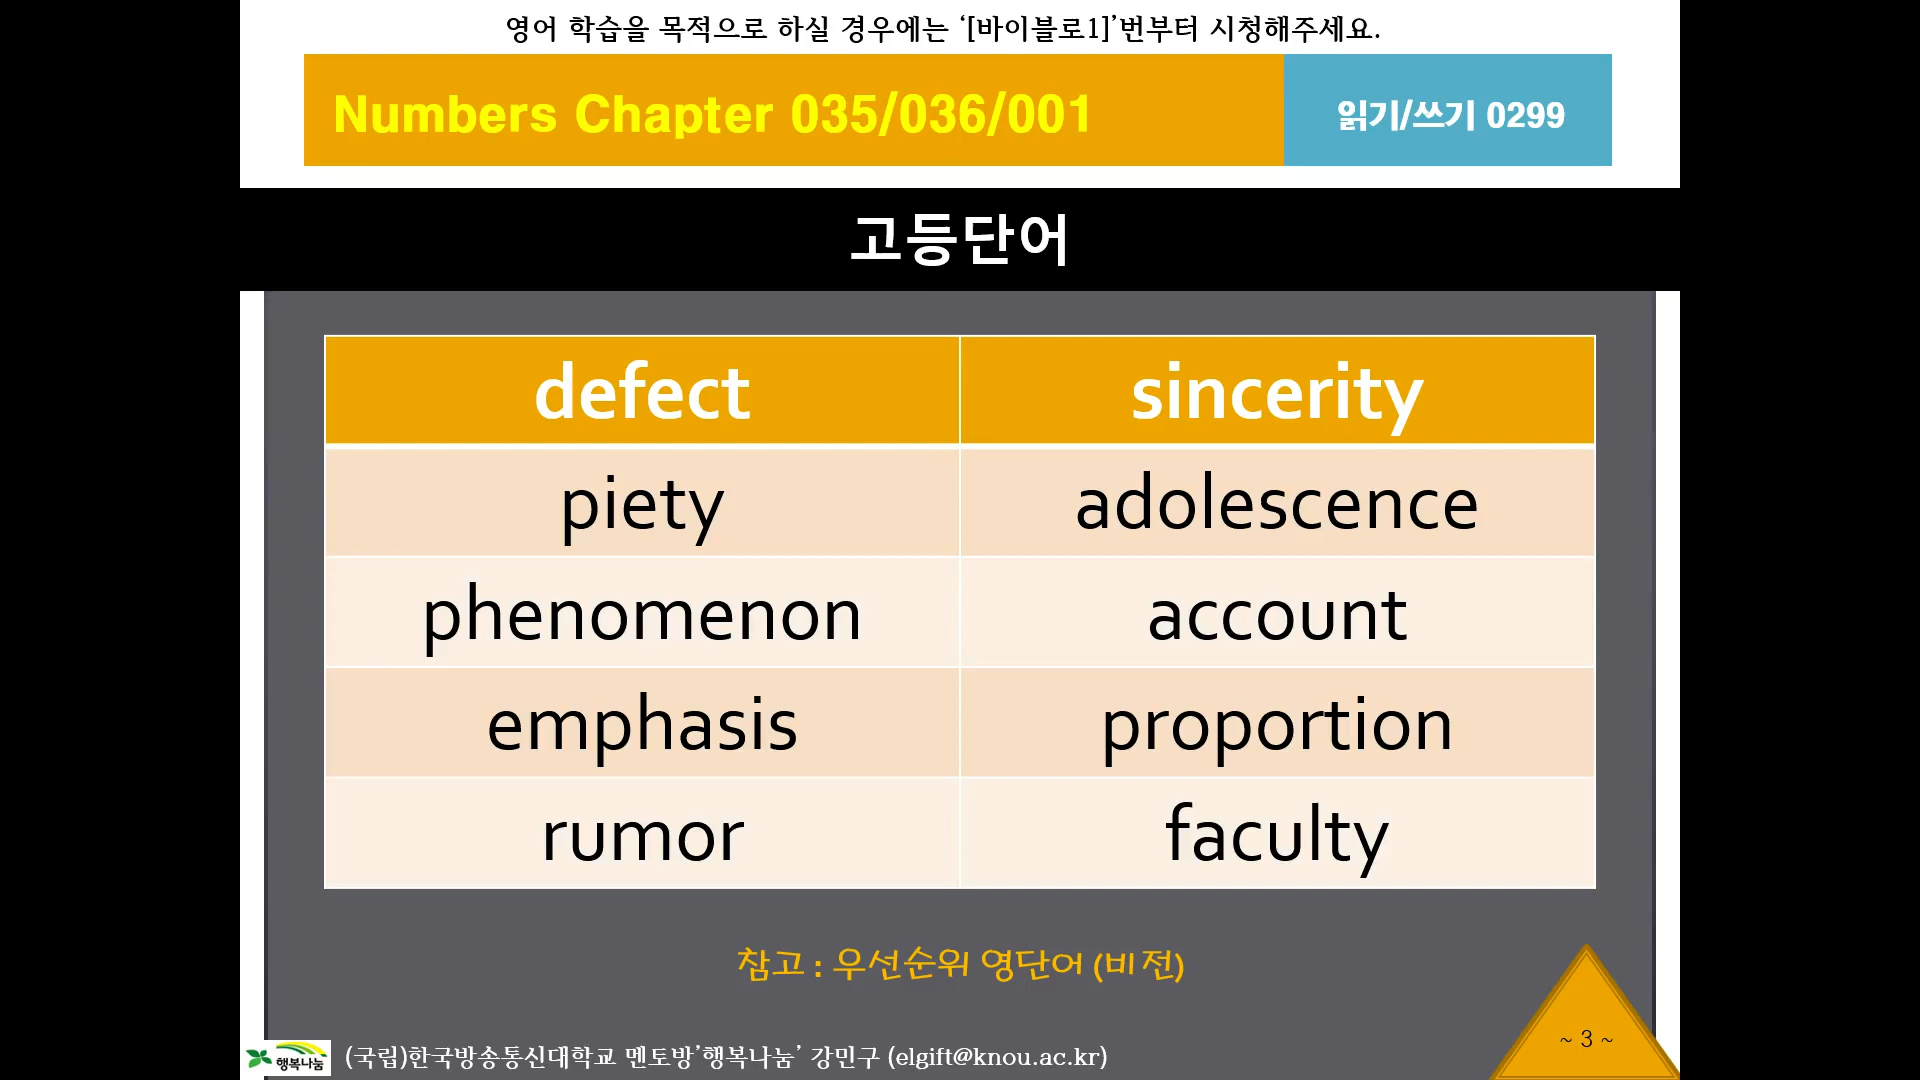 영어 학습을 목적으로 하실 경우에는 ‘[바이블로1]’번부터 시청해주세요.
Numbers Chapter 035/036/001
읽기/쓰기 0299
고등단어
defect sincerity
piety adolescence
phenomenon account
emphasis proportion
rumor faculty
참고 : 우선순위 영단어 (비전)
~ 3 ~
행복나눔
(국립)한국방송통신대학교 멘토방’행복나눔’ 강민구 (elgift@knou.ac.kr)